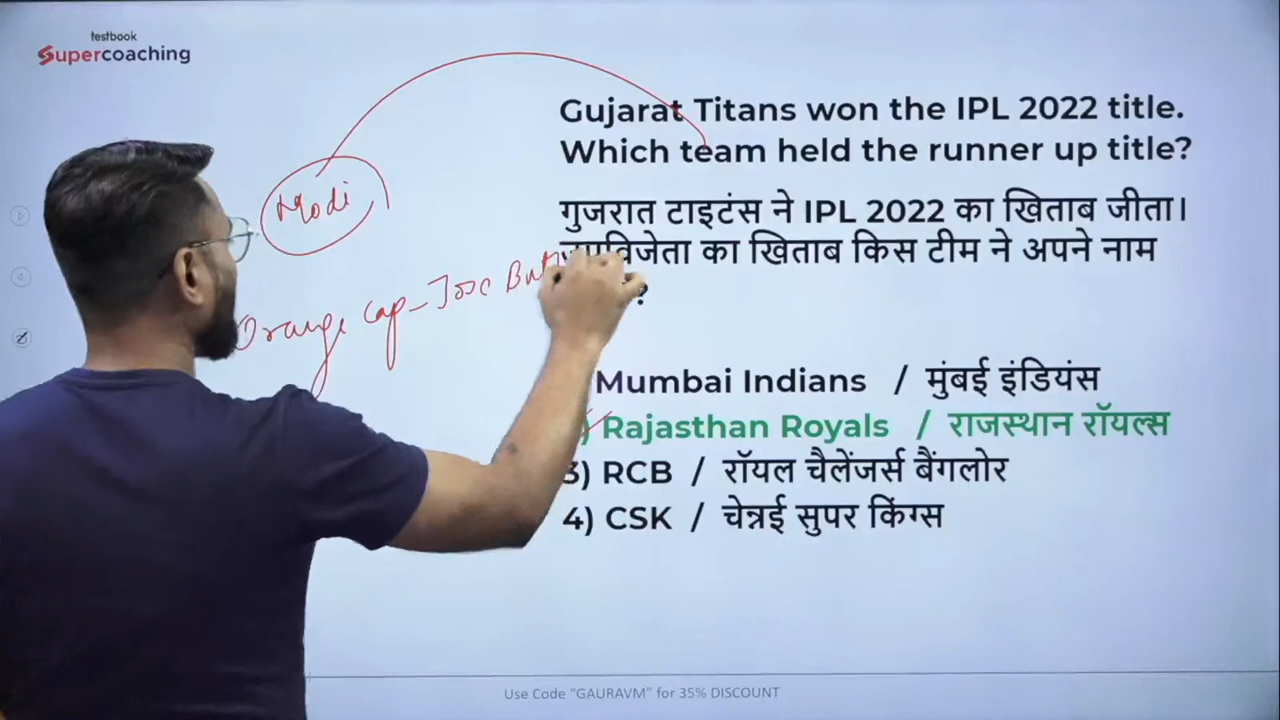 testbook
Supercoaching
Gujarat Titans won the IPL 2022 title.
Which team held the runner up title?
गुजरात टाइटंस ने IPL 2022 का खिताब जीता।
का खिताब किस टीम ने अपने नाम
?
Modi
Orange Cap - Jose
Mumbai Indians / मुंबई इंडियंस
Rajasthan Royals / राजस्थान रॉयल्स
3) RCB / रॉयल चैलेंजर्स बैंगलोर
4) CSK / चेन्नई सुपर किंग्स
Use Code "GAURAVM" for 35% DISCOUNT